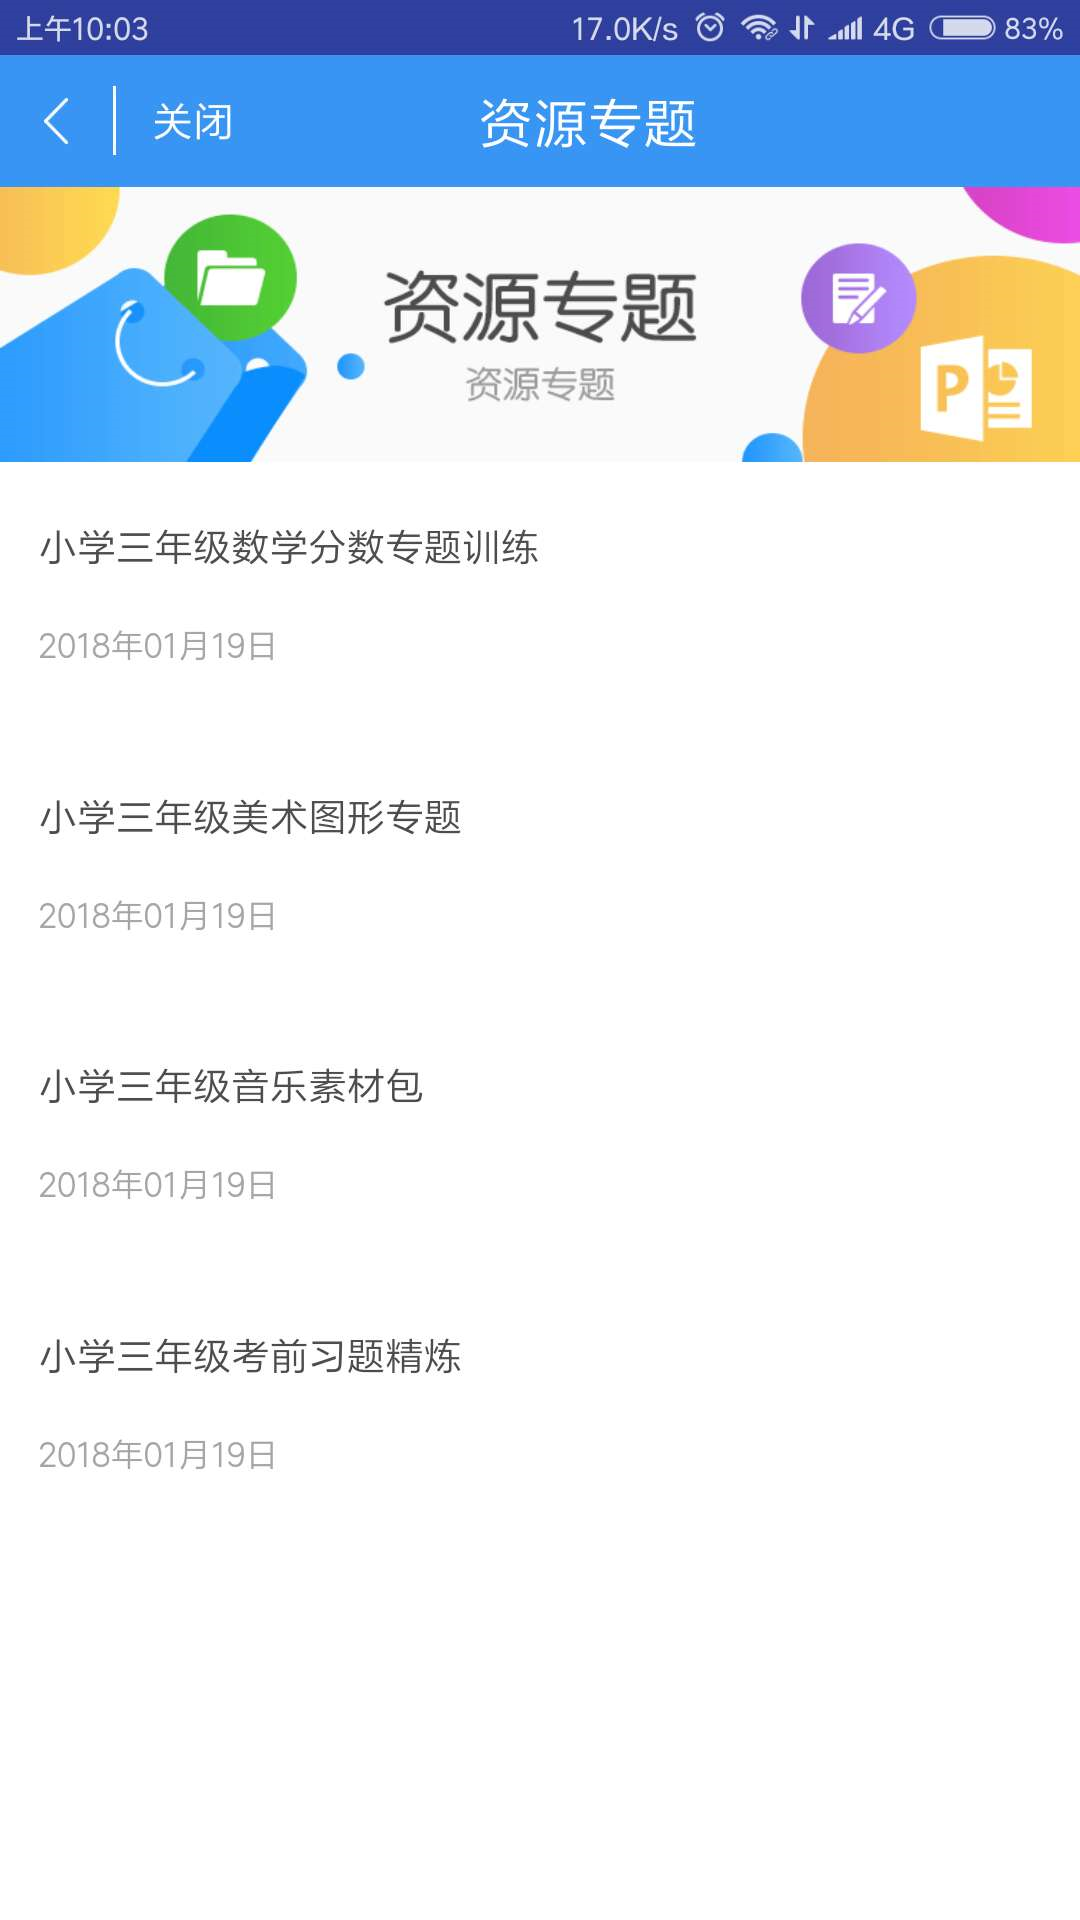 上午10:03 17.0K/s 4G 83%
关闭 资源专题
资源专题
资源专题
P
小学三年级数学分数专题训练
2018年01月19日
小学三年级美术图形专题
2018年01月19日
小学三年级音乐素材包
2018年01月19日
小学三年级考前习题精炼
2018年01月19日